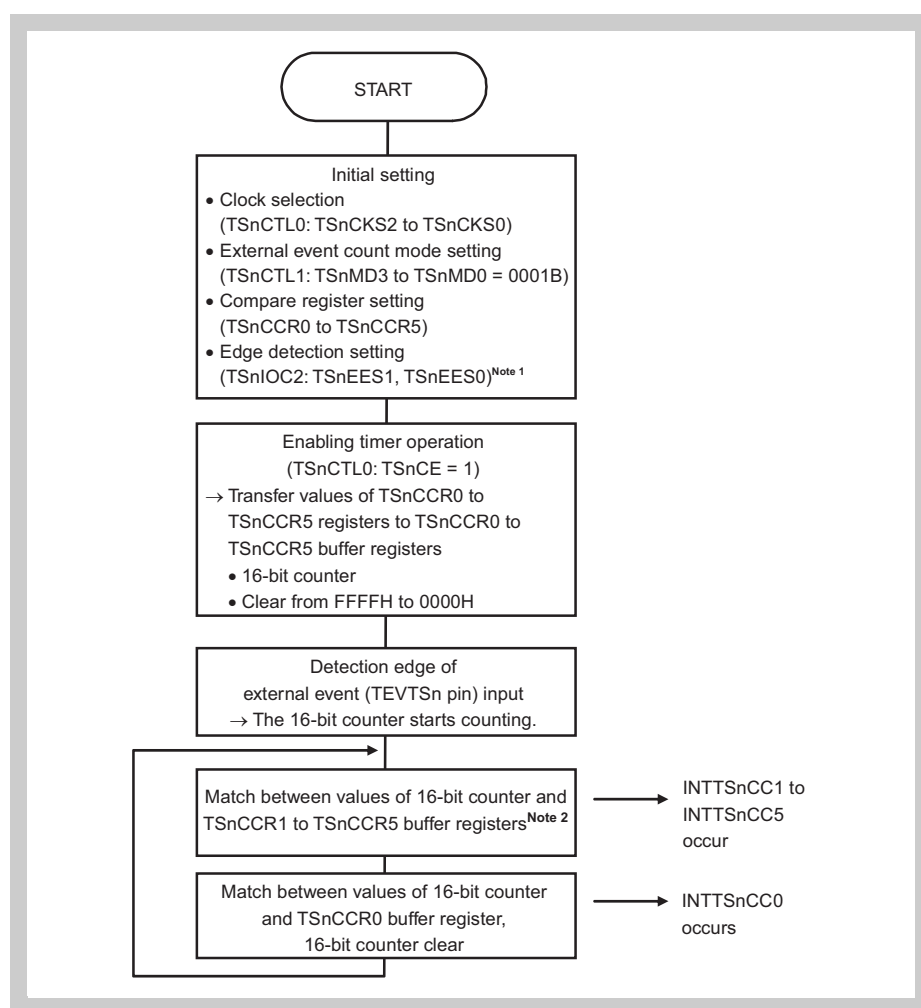 START
Initial setting
• Clock selection
(TSnCTL0: TSnCKS2 to TSnCKS0)
• External event count mode setting
(TSnCTL1: TSnMD3 to TSnMD0 = 0001B)
• Compare register setting
(TSnCCR0 to TSnCCR5)
• Edge detection setting
(TSnIOC2: TSnEES1, TSnEES0)Note 1
Enabling timer operation
(TSnCTL0: TSnCE = 1)
→ Transfer values of TSnCCR0 to
TSnCCR5 registers to TSnCCR0 to
TSnCCR5 buffer registers
• 16-bit counter
• Clear from FFFFH to 0000H
Detection edge of
external event (TEVTSn pin) input
→ The 16-bit counter starts counting.
Match between values of 16-bit counter and
TSnCCR1 to TSnCCR5 buffer registersNote 2
INTTSnCC1 to
INTTSnCC5
occur
Match between values of 16-bit counter
and TSnCCR0 buffer register,
16-bit counter clear
INTTSnCC0
occurs